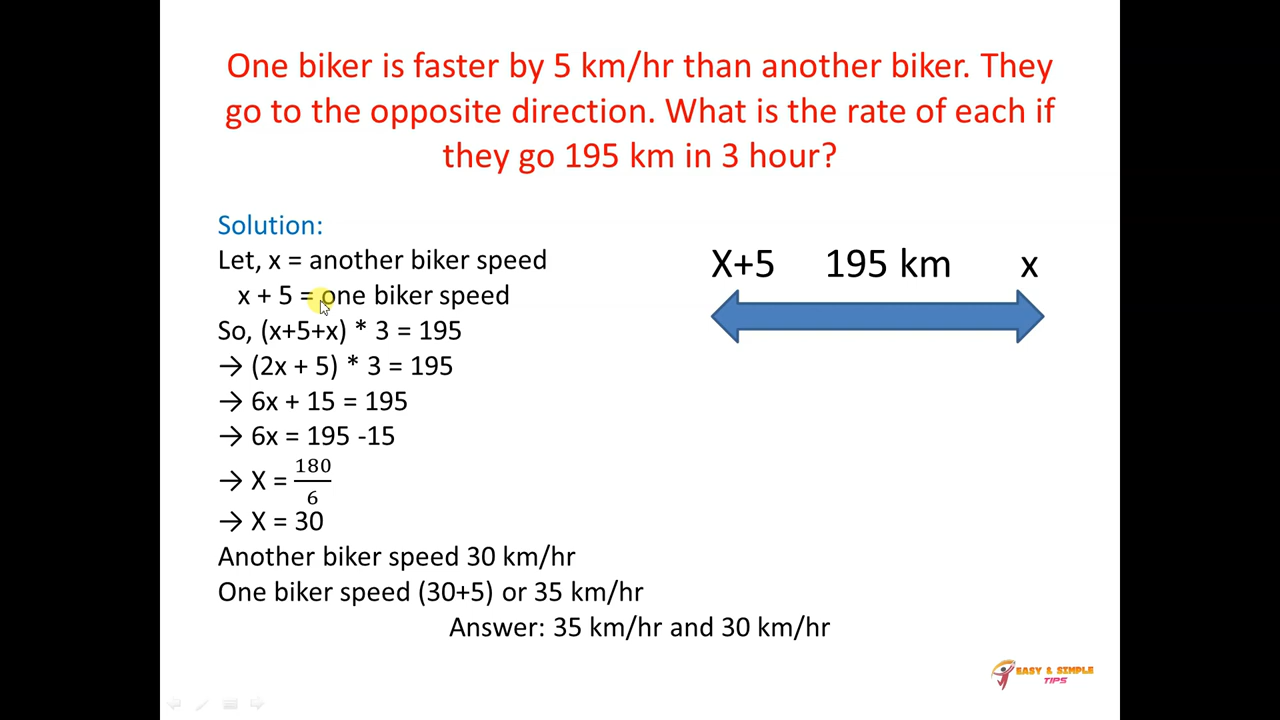 One biker is faster by 5 km/hr than another biker. They
go to the opposite direction. What is the rate of each if
they go 195 km in 3 hour?
Solution:
Let, x = another biker speed
x + 5 = one biker speed
So, (x+5+x) * 3 = 195
→ (2x + 5) * 3 = 195
→ 6x + 15 = 195
→ 6x = 195 -15
→ X = 180/6
→ X = 30
Another biker speed 30 km/hr
One biker speed (30+5) or 35 km/hr
Answer: 35 km/hr and 30 km/hr
X+5 195 km x
EASY & SIMPLE
TIPS